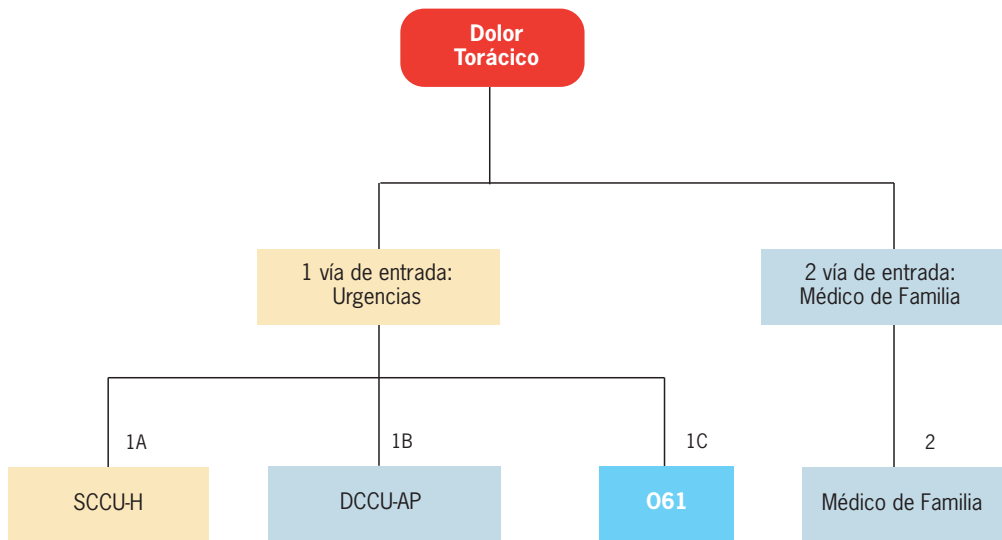 Dolor
Torácico
1 vía de entrada:
Urgencias
2 vía de entrada:
Médico de Familia
1A
1B
1C
2
SCCU-H
DCCU-AP
061
Médico de Familia